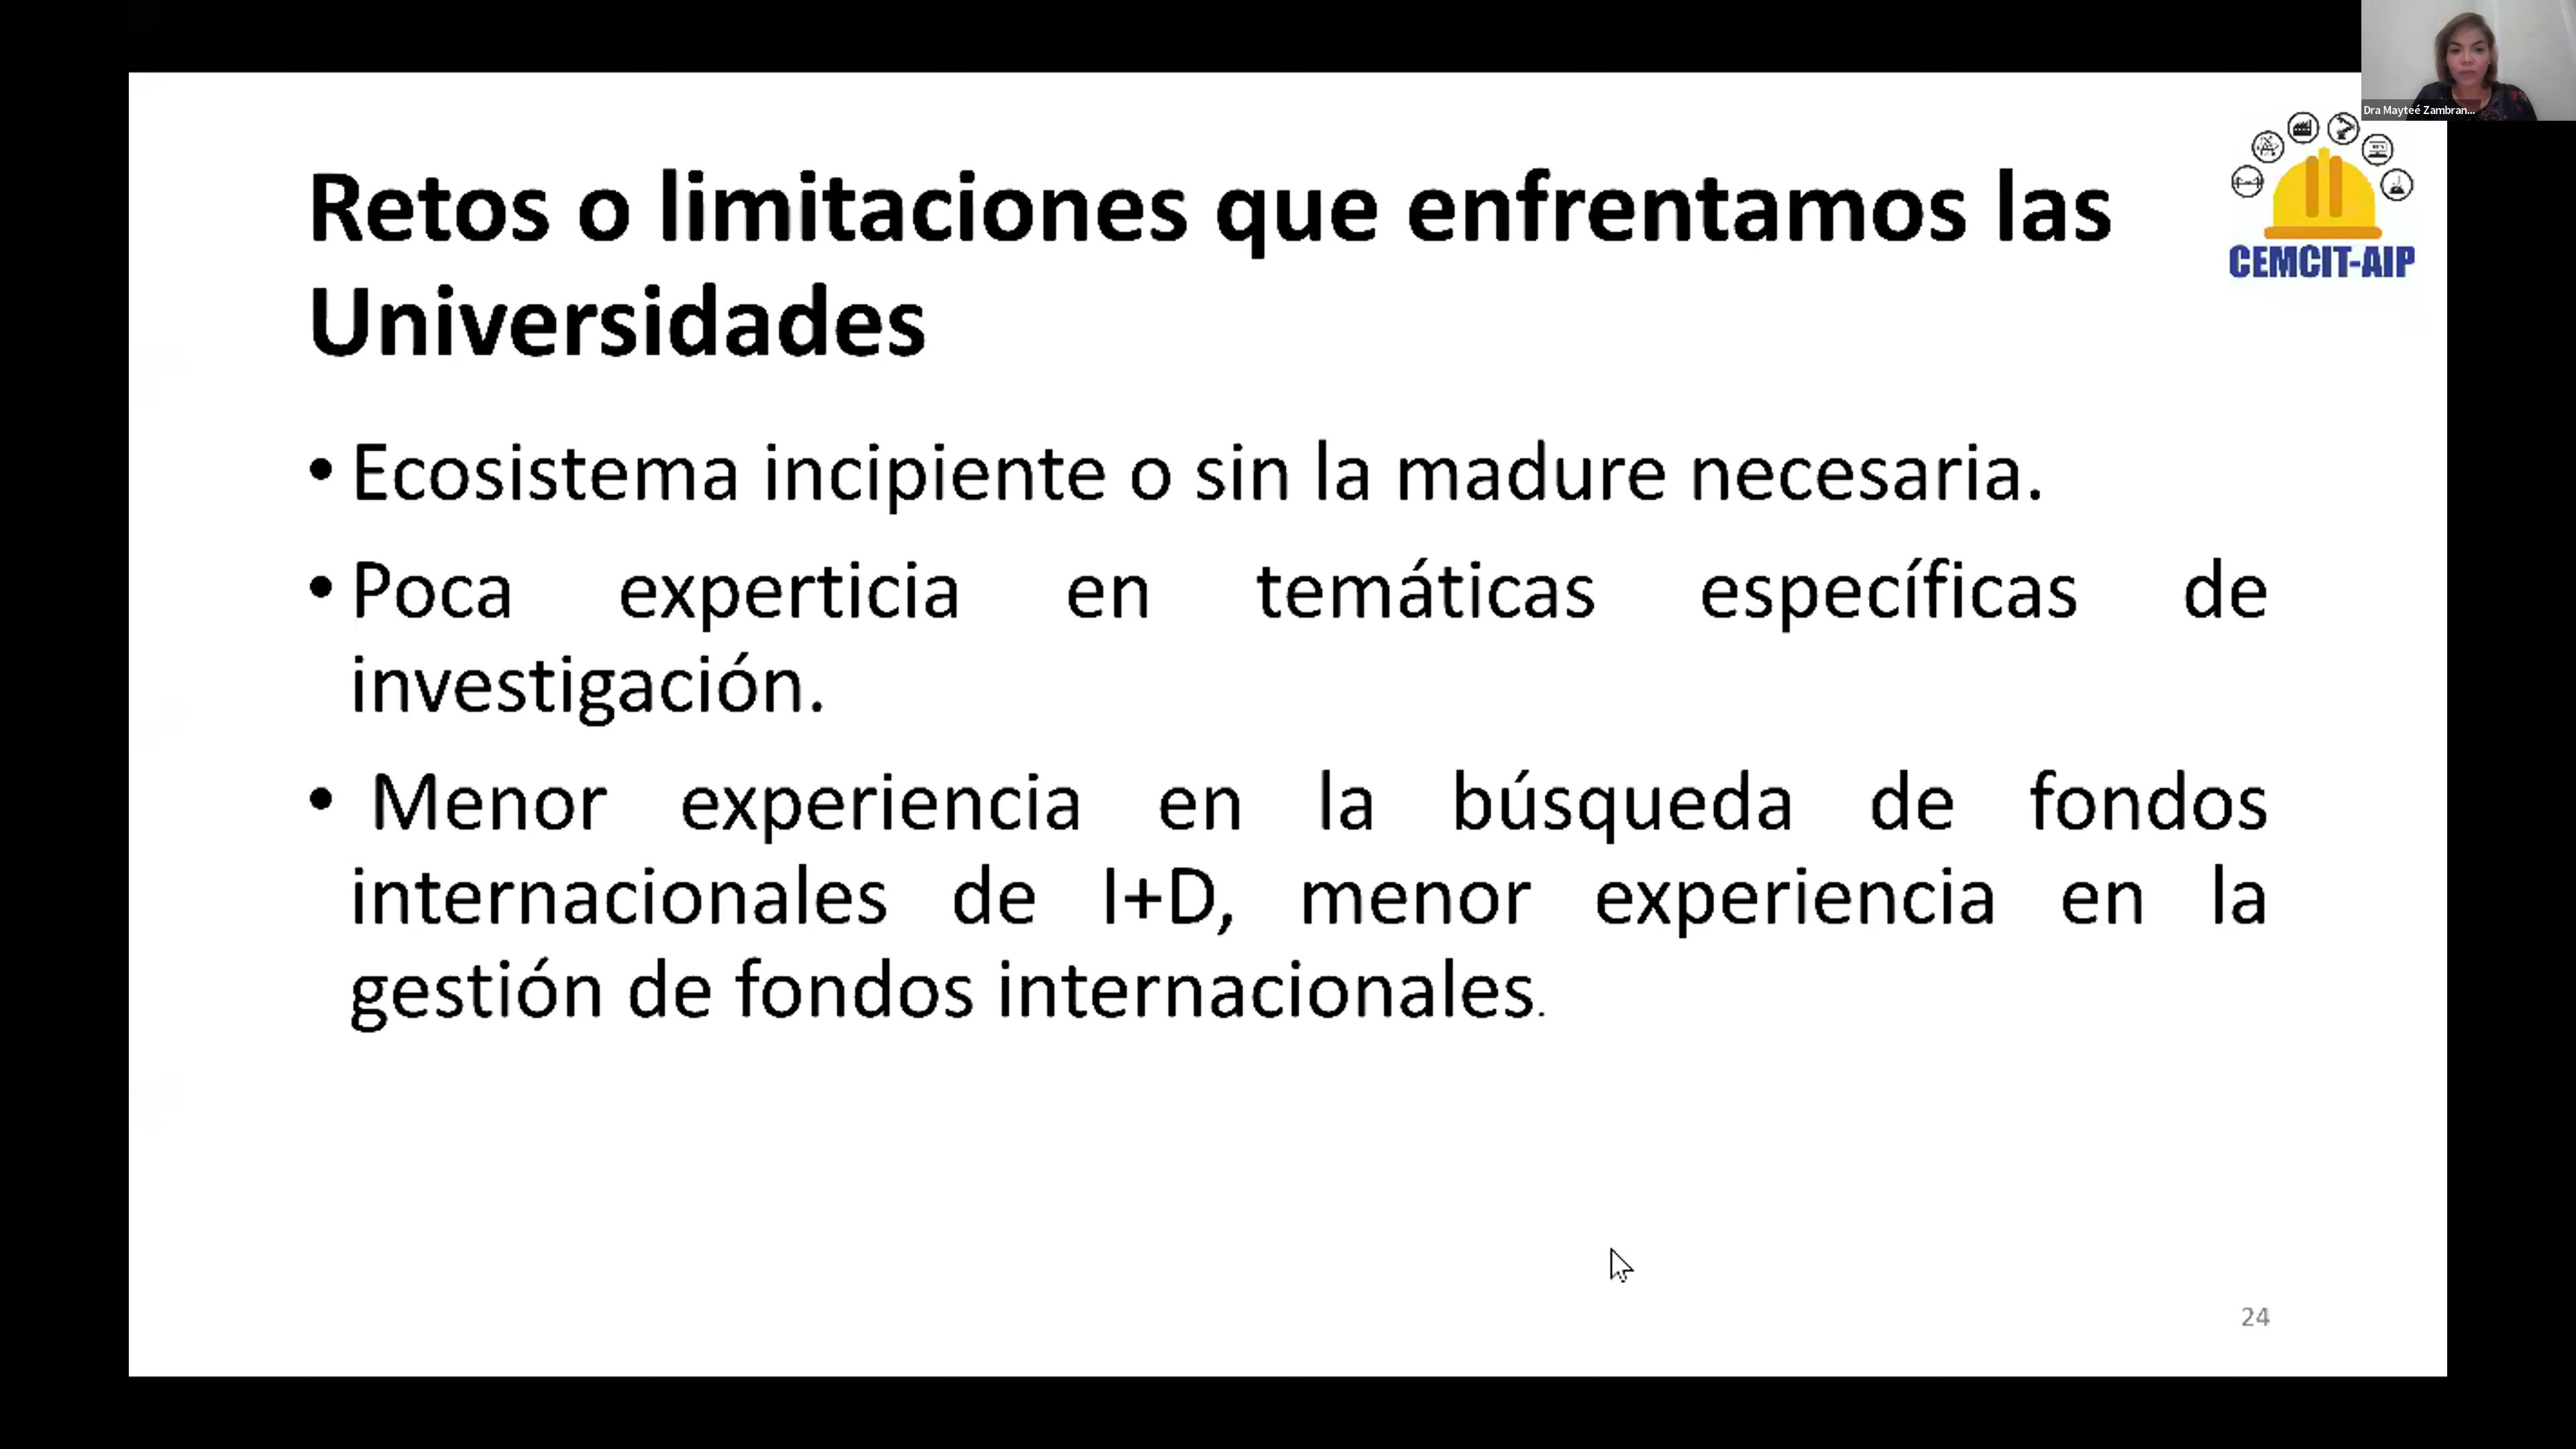 Dra Mayteé Zambran...
CEMCIT-AIP
Retos o limitaciones que enfrentamos las
Universidades
• Ecosistema incipiente o sin la madure necesaria.
• Poca experticia en temáticas específicas de
investigación.
• Menor experiencia en la búsqueda de fondos
internacionales de I+D, menor experiencia en la
gestión de fondos internacionales.
24